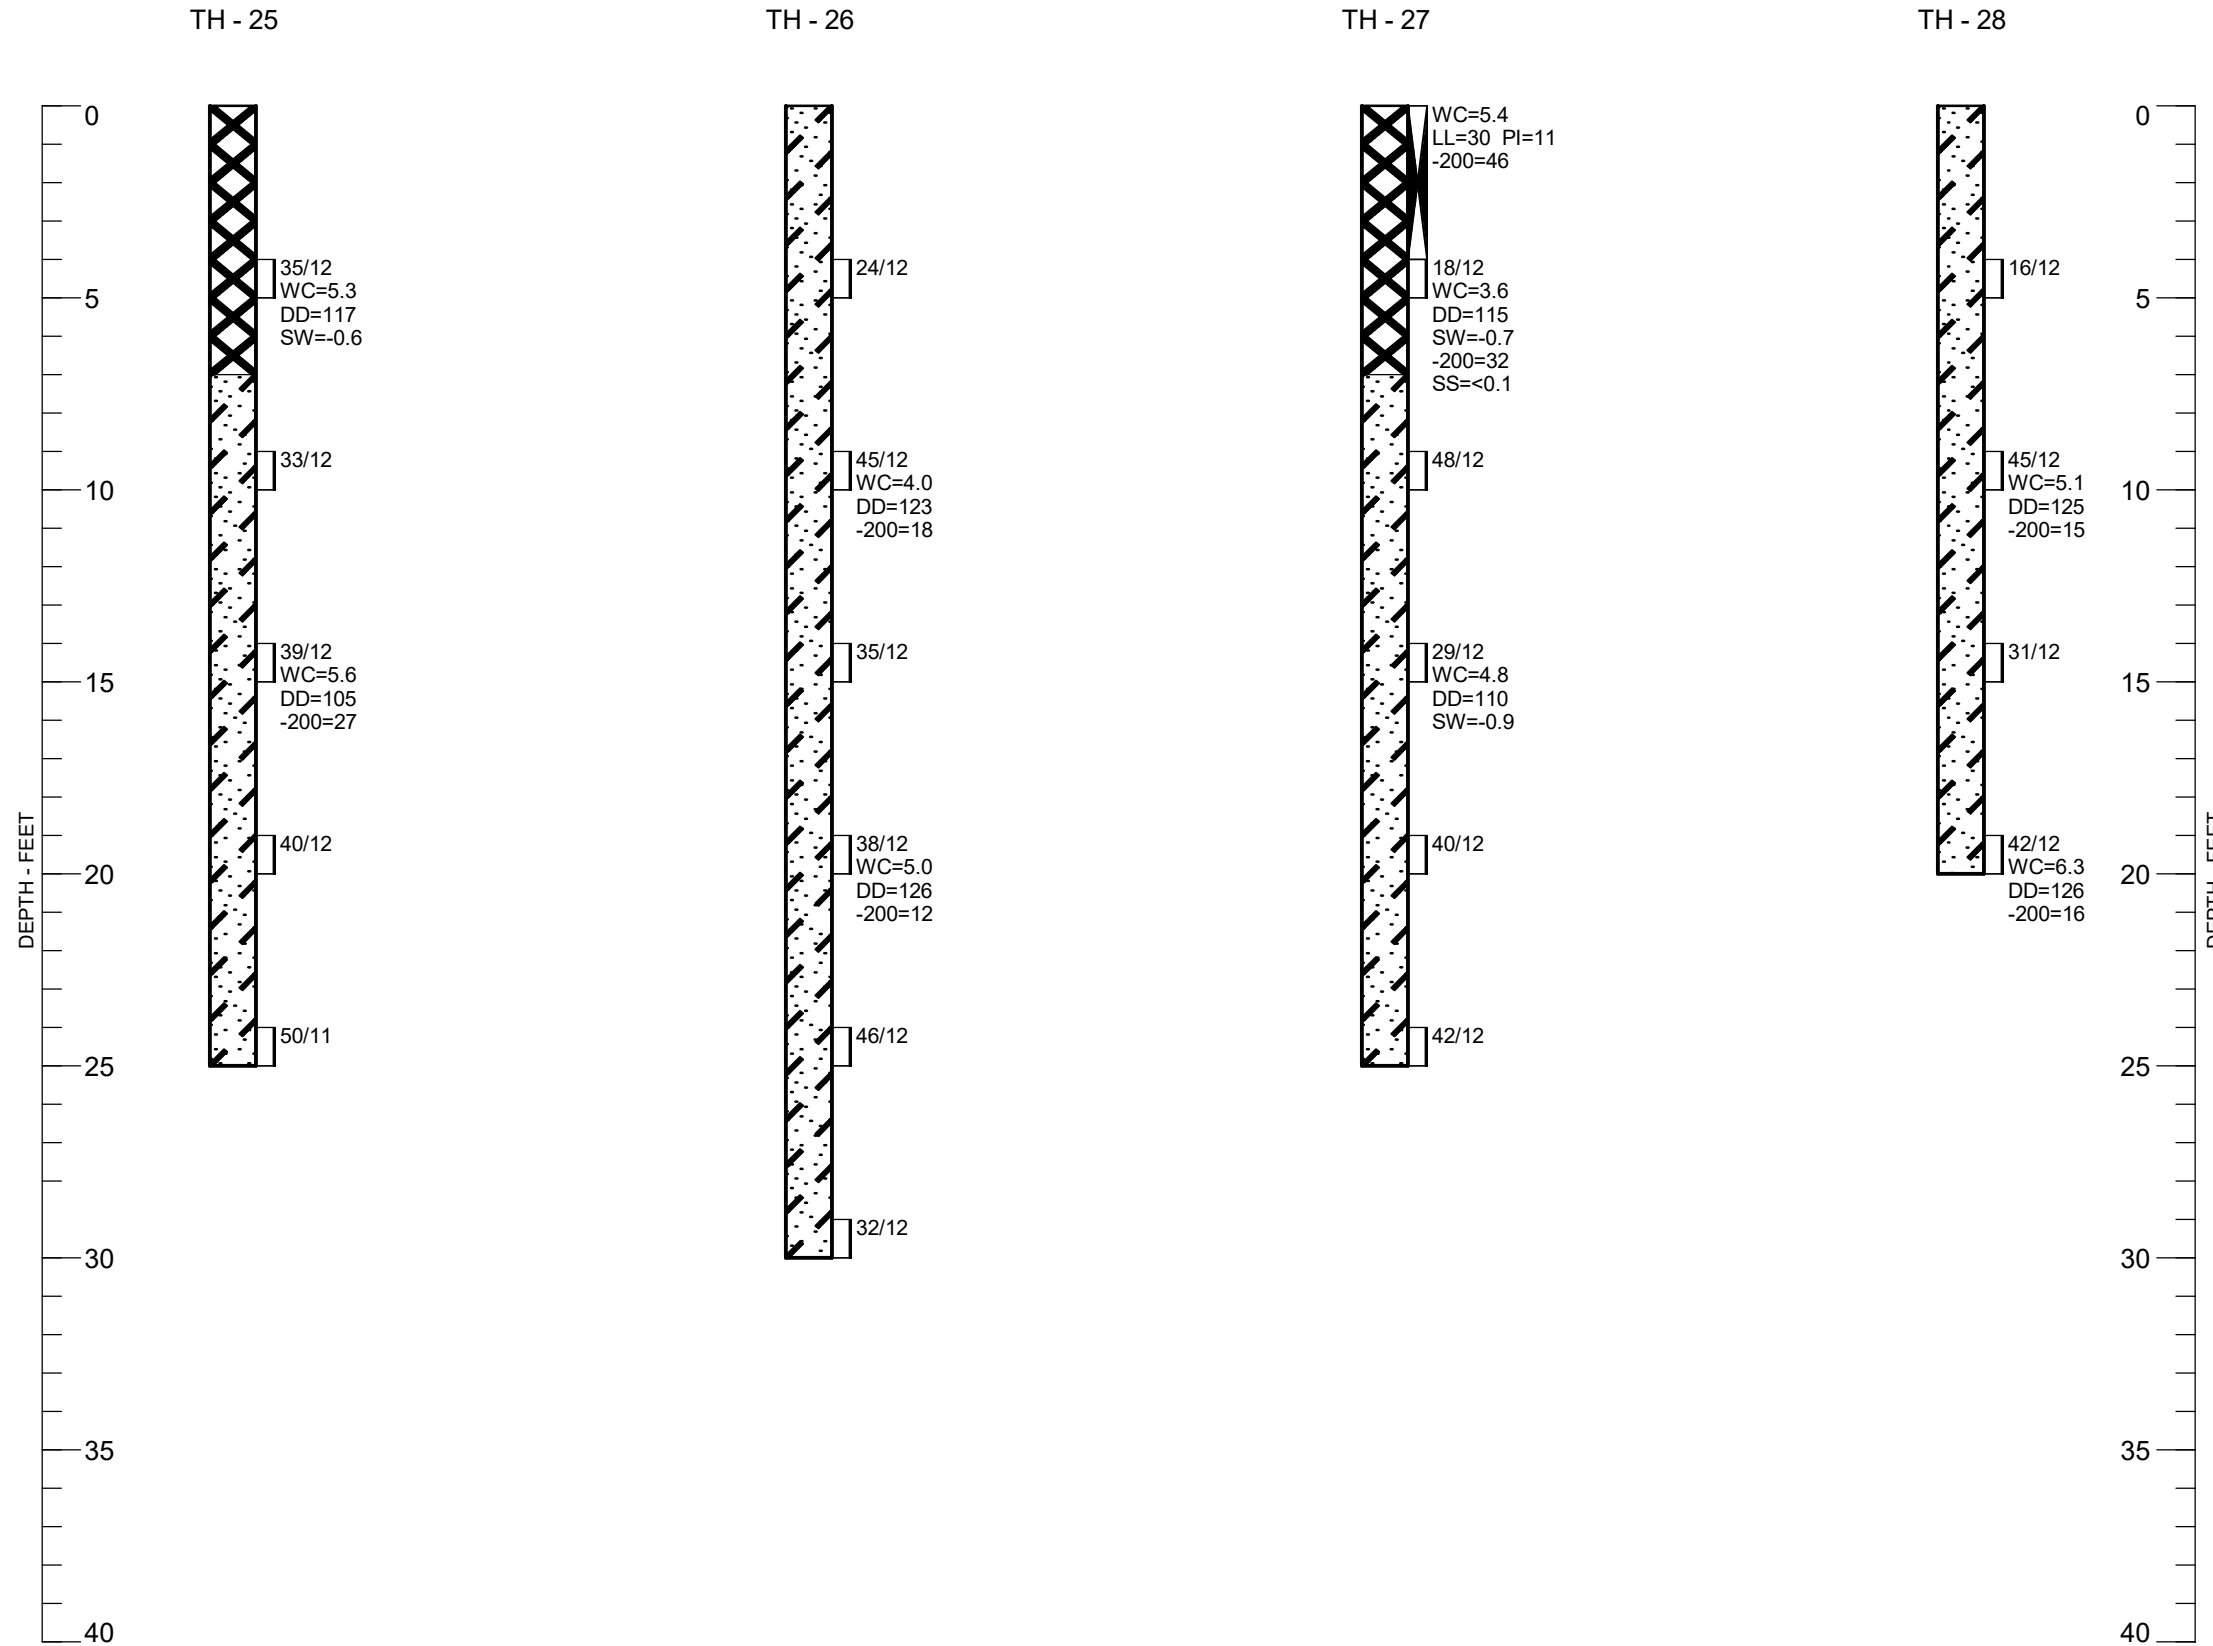 TH - 25
TH - 26
TH - 27
TH - 28
DEPTH - FEET
0
5
10
15
20
25
30
35
40
35/12
WC=5.3
DD=117
SW=-0.6
33/12
39/12
WC=5.6
DD=105
-200=27
40/12
50/11
24/12
45/12
WC=4.0
DD=123
-200=18
35/12
38/12
WC=5.0
DD=126
-200=12
46/12
32/12
WC=5.4
LL=30 PI=11
-200=46
18/12
WC=3.6
DD=115
SW=-0.7
-200=32
SS=<0.1
48/12
29/12
WC=4.8
DD=110
SW=-0.9
40/12
42/12
16/12
45/12
WC=5.1
DD=125
-200=15
31/12
42/12
WC=6.3
DD=126
-200=16
0
5
10
15
20
25
30
35
40
DEPTH - FEET